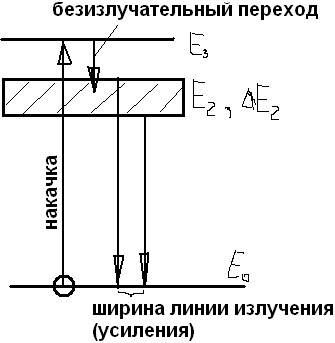 безизлучательный переход
E3
E2, ΔE2
накачка
E0
ширина линии излучения
(усиления)